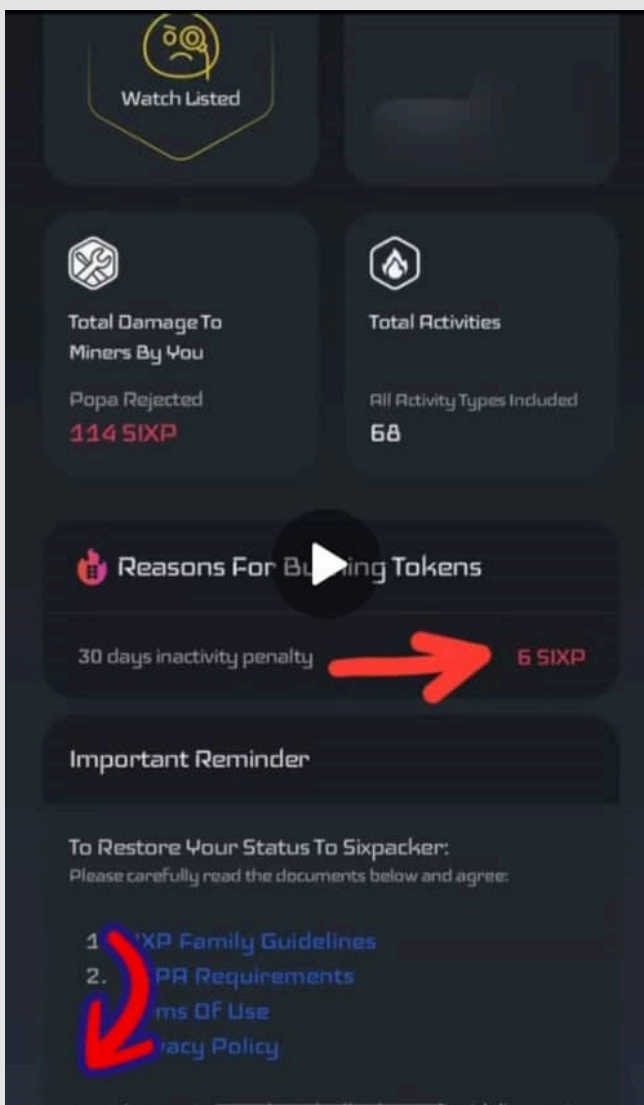 Watch Listed
Total Damage To
Miners By You
Popa Rejected
114 SIXP
Total Activities
All Activity Types Included
68
Reasons For Tokens
30 days inactivity penalty
6 SIXP
Important Reminder
To Restore Your Status To Sixpacker:
Please carefully read the documents below and agree:
1 Family Guidelines
2. Requirements
Of Use
Policy